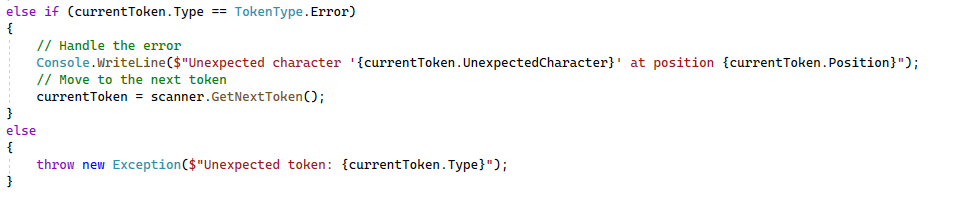 else if (currentToken.Type == TokenType.Error)
{
    // Handle the error
    Console.WriteLine($"Unexpected character '{currentToken.UnexpectedCharacter}' at position {currentToken.Position}");
    // Move to the next token
    currentToken = scanner.GetNextToken();
}
else
{
    throw new Exception($"Unexpected token: {currentToken.Type}");
}